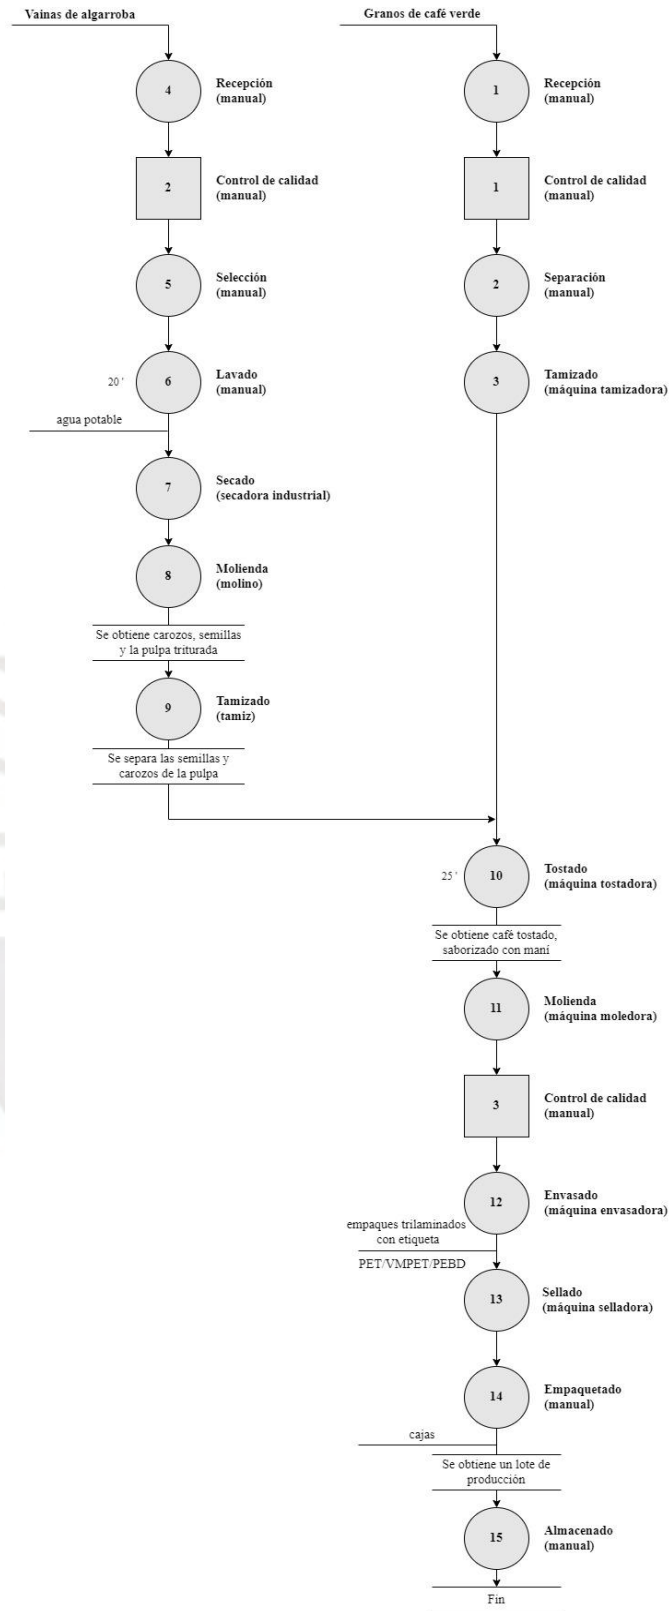 Vainas de algarroba
Granos de café verde
4
Recepción
(manual)
1
Recepción
(manual)
2
Control de calidad
(manual)
1
Control de calidad
(manual)
5
Selección
(manual)
2
Separación
(manual)
20 '
6
Lavado
(manual)
3
Tamizado
(máquina tamizadora)
agua potable
7
Secado
(secadora industrial)
8
Molienda
(molino)
Se obtiene carozos, semillas
y la pulpa triturada
9
Tamizado
(tamiz)
Se separa las semillas y
carozos de la pulpa
25 '
10
Tostado
(máquina tostadora)
Se obtiene café tostado,
saborizado con maní
11
Molienda
(máquina moledora)
3
Control de calidad
(manual)
12
Envasado
(máquina envasadora)
empaques trilaminados
con etiqueta
PET/VMPET/PEBD
13
Sellado
(máquina selladora)
14
Empaquetado
(manual)
cajas
Se obtiene un lote de
producción
15
Almacenado
(manual)
Fin